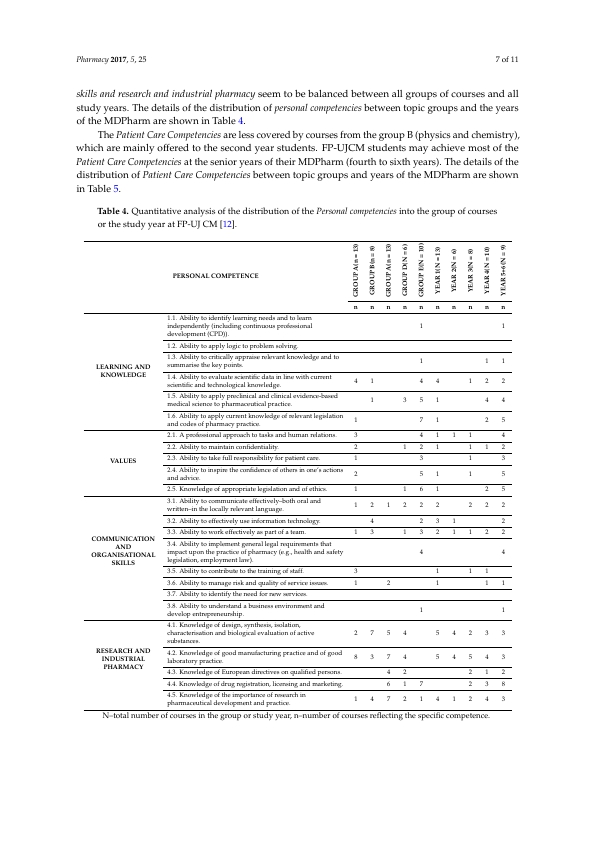 Pharmacy 2017, 5, 25
7 of 11
skills and research and industrial pharmacy seem to be balanced between all groups of courses and all
study years. The details of the distribution of personal competencies between topic groups and the years
of the MDPharm are shown in Table 4.
The Patient Care Competencies are less covered by courses from the group B (physics and chemistry),
which are mainly offered to the second year students. FP-UJCM students may achieve most of the
Patient Care Competencies at the senior years of their MDPharm (fourth to sixth years). The details of the
distribution of Patient Care Competencies between topic groups and years of the MDPharm are shown
in Table 5.
Table 4. Quantitative analysis of the distribution of the Personal competencies into the group of courses
or the study year at FP-UJ CM [12].
PERSONAL COMPETENCE
GROUP A(n = 13)
GROUP B(n = 8)
GROUP A(n = 13)
GROUP D(N = 6)
GROUP E(N = 10)
YEAR 1(N = 13)
YEAR 2(N = 6)
YEAR 3(N = 8)
YEAR 4(N = 10)
YEAR 5+6 (N = 9)
n n n n n n n n n n
LEARNING AND
KNOWLEDGE
1.1. Ability to identify learning needs and to learn
independently (including continuous professional
development (CPD)).
1 1
1.2. Ability to apply logic to problem solving.
1.3. Ability to critically appraise relevant knowledge and to
summarise the key points.
1 1 1
1.4. Ability to evaluate scientific data in line with current
scientific and technological knowledge.
4 1 4 4 1 2 2
1.5. Ability to apply preclinical and clinical evidence-based
medical science to pharmaceutical practice.
1 3 5 1 4 4
1.6. Ability to apply current knowledge of relevant legislation
and codes of pharmacy practice.
1 7 1 2 5
VALUES
2.1. A professional approach to tasks and human relations. 3 4 1 1 1 4
2.2. Ability to maintain confidentiality. 2 1 2 1 1 1 2
2.3. Ability to take full responsibility for patient care. 1 3 1 3
2.4. Ability to inspire the confidence of others in one's actions
and advice.
2 5 1 1 5
2.5. Knowledge of appropriate legislation and of ethics. 1 1 6 1 2 5
COMMUNICATION
AND
ORGANISATIONAL
SKILLS
3.1. Ability to communicate effectively–both oral and
written–in the locally relevant language.
1 2 1 2 2 2 2 2 2
3.2. Ability to effectively use information technology. 4 2 3 1 2
3.3. Ability to work effectively as part of a team. 1 3 1 3 2 1 1 2 2
3.4. Ability to implement general legal requirements that
impact upon the practice of pharmacy (e.g., health and safety
legislation, employment law).
4 4
3.5. Ability to contribute to the training of staff. 3 1 1 1
3.6. Ability to manage risk and quality of service issues. 1 2 1 1 1
3.7. Ability to identify the need for new services.
3.8. Ability to understand a business environment and
develop entrepreneurship.
1 1
RESEARCH AND
INDUSTRIAL
PHARMACY
4.1. Knowledge of design, synthesis, isolation,
characterisation and biological evaluation of active
substances.
2 7 5 4 5 4 2 3 3
4.2. Knowledge of good manufacturing practice and of good
laboratory practice.
8 3 7 4 5 4 5 4 3
4.3. Knowledge of European directives on qualified persons. 4 2 2 1 2
4.4. Knowledge of drug registration, licensing and marketing. 6 1 7 2 3 8
4.5. Knowledge of the importance of research in
pharmaceutical development and practice.
1 4 7 2 1 4 1 2 4 3
N–total number of courses in the group or study year, n–number of courses reflecting the specific competence.